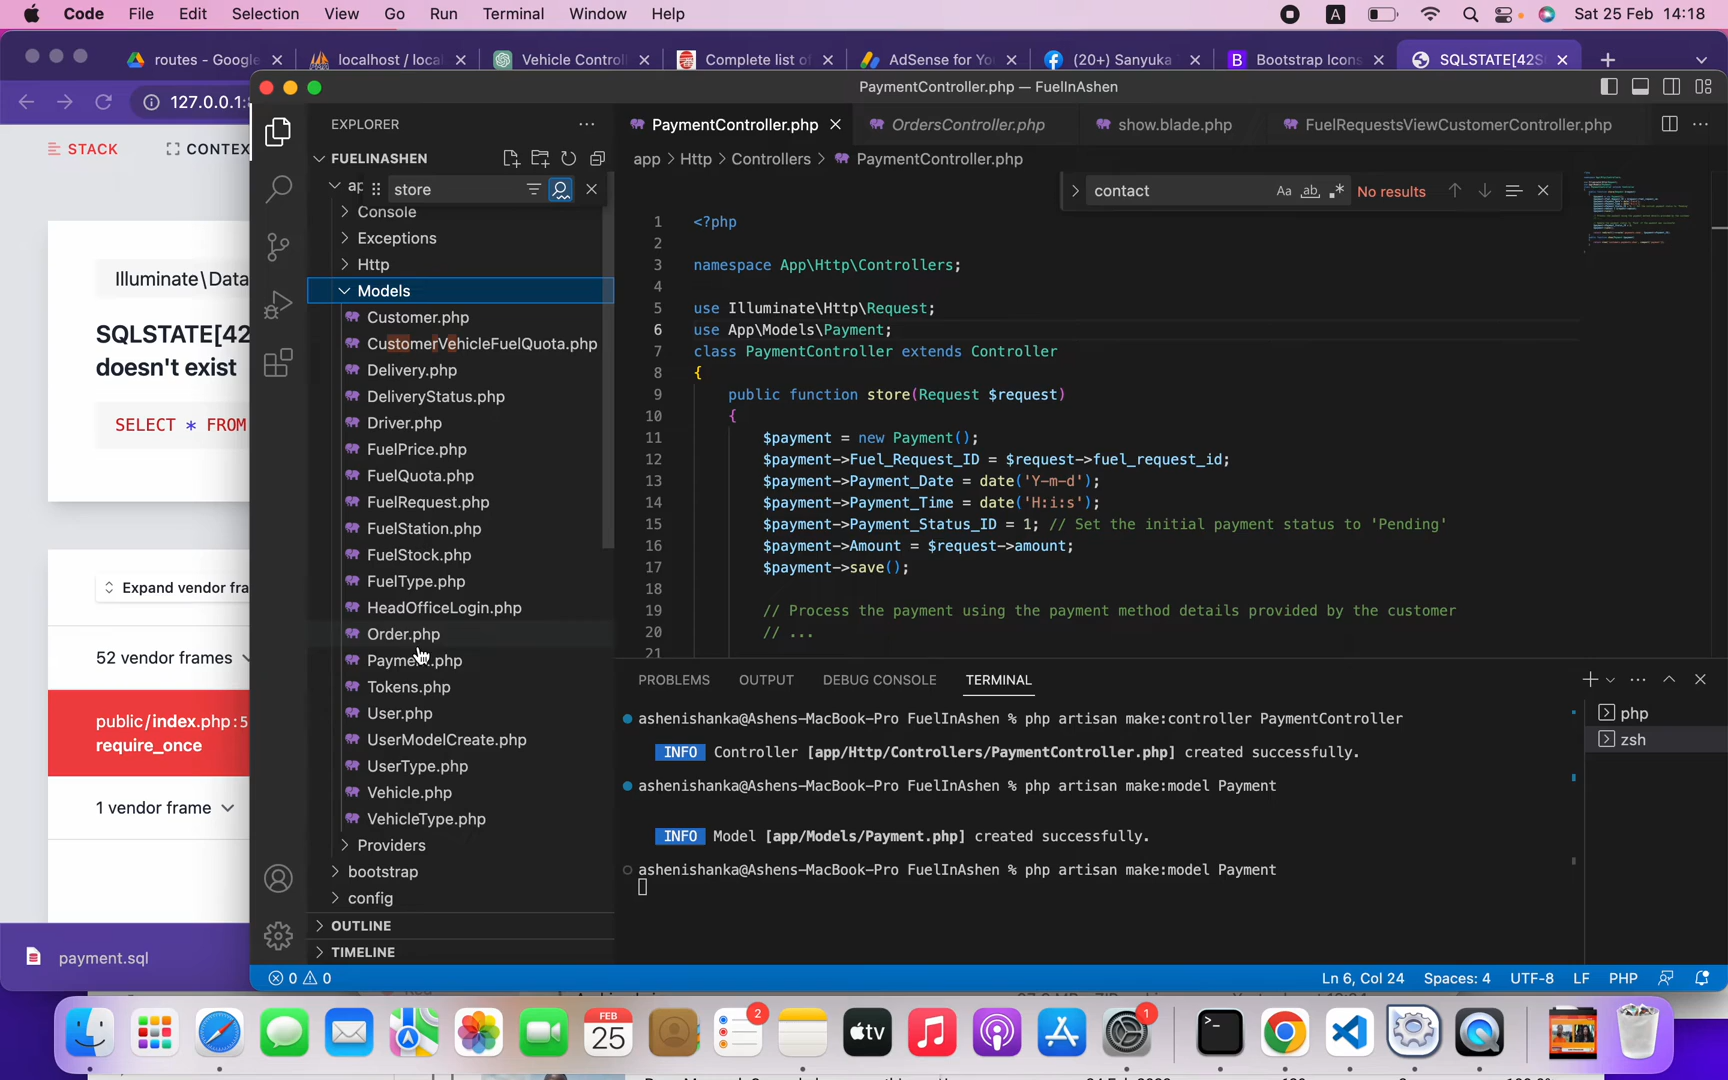 Code File Edit Selection View Go Run Terminal Window Help A Sat 25 Feb 14:18
routes - Google localhost / local Vehicle Control Complete list of AdSense for Yo (20+) Sanyuka Bootstrap Icons SQLSTATE[42S
127.0.0.1:
PaymentController.php — FuelInAshen
EXPLORER
PaymentController.php OrdersController.php show.blade.php FuelRequestsViewCustomerController.php
STACK CONTEX
FUELINASHEN
app > Http > Controllers > PaymentController.php
store
contact Aa ab No results
Console
Exceptions
Http
Models
Customer.php
CustomerVehicleFuelQuota.php
Delivery.php
DeliveryStatus.php
Driver.php
FuelPrice.php
FuelQuota.php
FuelRequest.php
FuelStation.php
FuelStock.php
FuelType.php
HeadOfficeLogin.php
Order.php
Payment.php
Tokens.php
User.php
UserModelCreate.php
UserType.php
Vehicle.php
VehicleType.php
Providers
bootstrap
config
OUTLINE
TIMELINE
Illuminate\Data
SQLSTATE[42
doesn't exist
SELECT * FROM
Expand vendor fra
52 vendor frames
public/index.php:5
require_once
1 vendor frame
payment.sql
1 <?php
2
3 namespace App\Http\Controllers;
4
5 use Illuminate\Http\Request;
6 use App\Models\Payment;
7 class PaymentController extends Controller
8 {
9 public function store(Request $request)
10 {
11 $payment = new Payment();
12 $payment->Fuel_Request_ID = $request->fuel_request_id;
13 $payment->Payment_Date = date('Y-m-d');
14 $payment->Payment_Time = date('H:i:s');
15 $payment->Payment_Status_ID = 1; // Set the initial payment status to 'Pending'
16 $payment->Amount = $request->amount;
17 $payment->save();
18
19 // Process the payment using the payment method details provided by the customer
20 // ...
21
PROBLEMS OUTPUT DEBUG CONSOLE TERMINAL
ashenishanka@Ashens-MacBook-Pro FuelInAshen % php artisan make:controller PaymentController
INFO Controller [app/Http/Controllers/PaymentController.php] created successfully.
ashenishanka@Ashens-MacBook-Pro FuelInAshen % php artisan make:model Payment
INFO Model [app/Models/Payment.php] created successfully.
ashenishanka@Ashens-MacBook-Pro FuelInAshen % php artisan make:model Payment
php
zsh
0 0 Ln 6, Col 24 Spaces: 4 UTF-8 LF PHP
FEB
25
2
tv
1